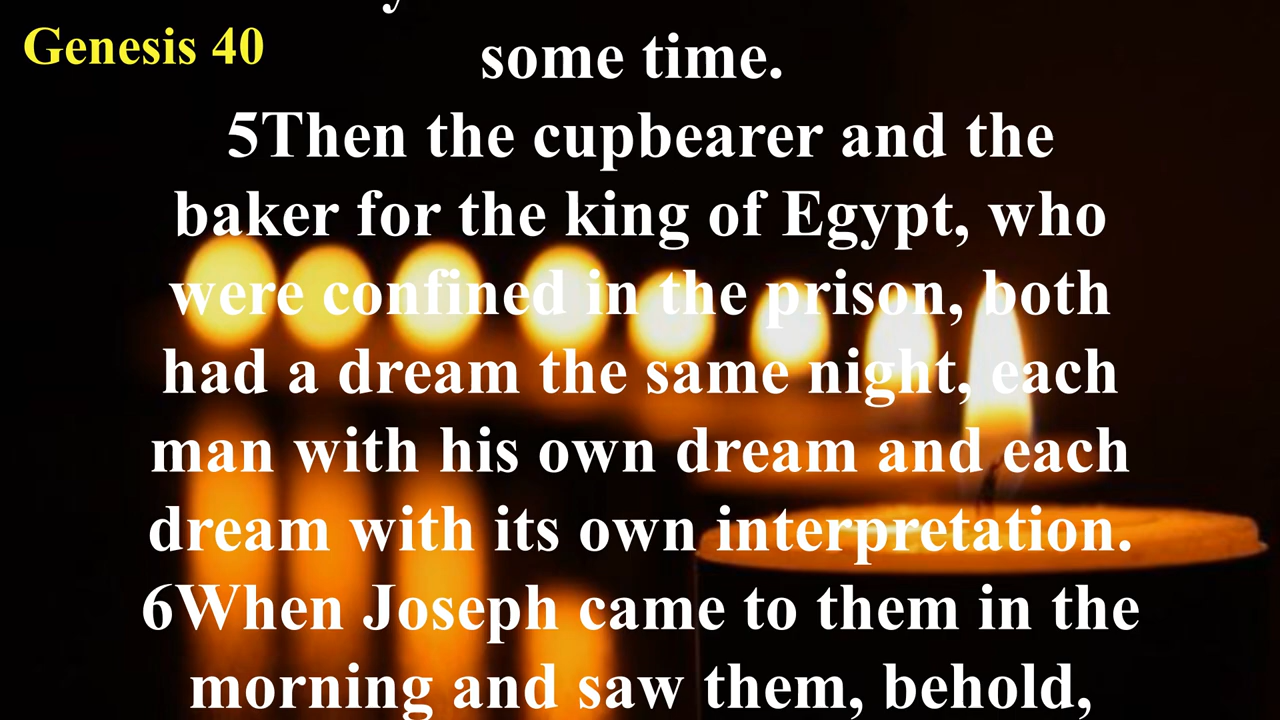 Genesis 40
some time.
5Then the cupbearer and the
baker for the king of Egypt, who
were confined in the prison, both
had a dream the same night, each
man with his own dream and each
dream with its own interpretation.
6When Joseph came to them in the
morning and saw them, behold,